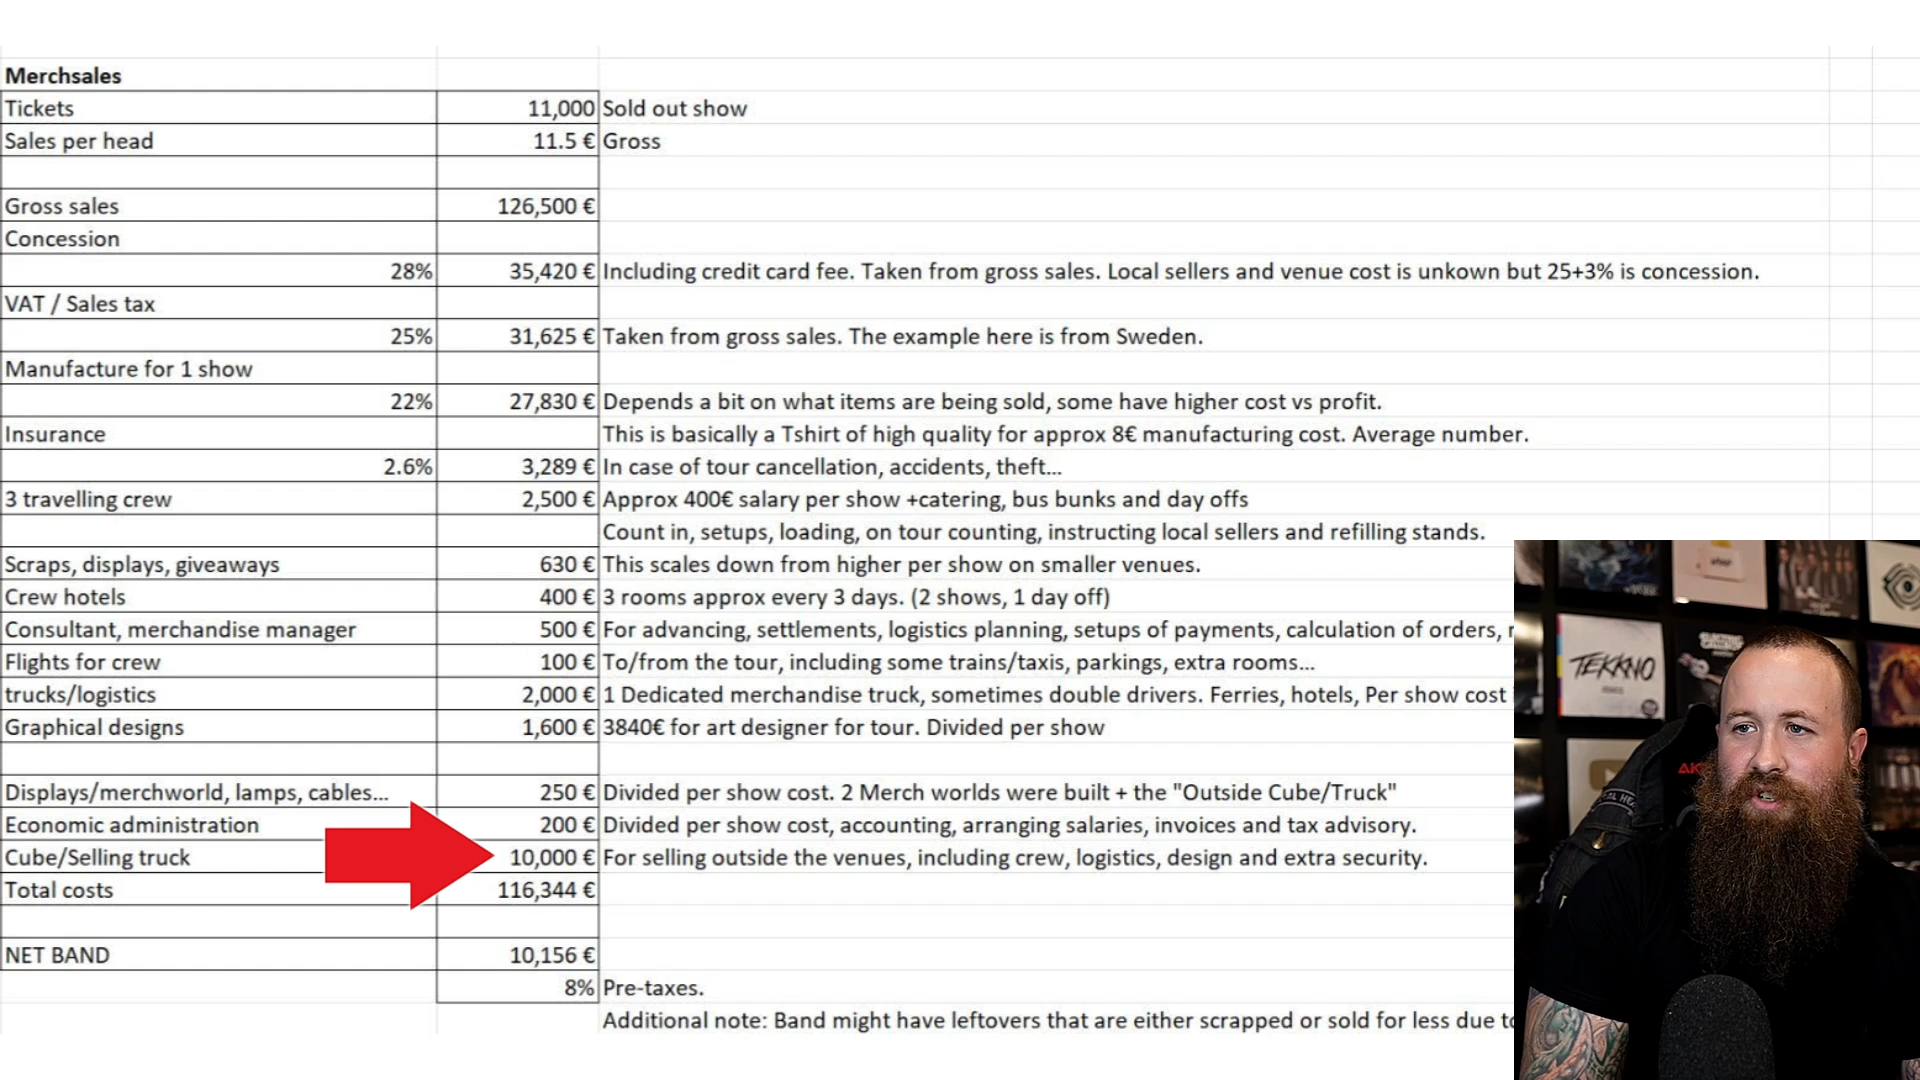 Merchsales
Tickets 11,000 Sold out show
Sales per head 11.5 € Gross
Gross sales 126,500 €
Concession
28% 35,420 € Including credit card fee. Taken from gross sales. Local sellers and venue cost is unkown but 25+3% is concession.
VAT / Sales tax
25% 31,625 € Taken from gross sales. The example here is from Sweden.
Manufacture for 1 show
22% 27,830 € Depends a bit on what items are being sold, some have higher cost vs profit.
Insurance This is basically a Tshirt of high quality for approx 8€ manufacturing cost. Average number.
2.6% 3,289 € In case of tour cancellation, accidents, theft...
3 travelling crew 2,500 € Approx 400€ salary per show +catering, bus bunks and day offs
Count in, setups, loading, on tour counting, instructing local sellers and refilling stands.
Scraps, displays, giveaways 630 € This scales down from higher per show on smaller venues.
Crew hotels 400 € 3 rooms approx every 3 days. (2 shows, 1 day off)
Consultant, merchandise manager 500 € For advancing, settlements, logistics planning, setups of payments, calculation of orders,
Flights for crew 100 € To/from the tour, including some trains/taxis, parkings, extra rooms...
trucks/logistics 2,000 € 1 Dedicated merchandise truck, sometimes double drivers. Ferries, hotels, Per show cost
Graphical designs 1,600 € 3840€ for art designer for tour. Divided per show
Displays/merchworld, lamps, cables... 250 € Divided per show cost. 2 Merch worlds were built + the "Outside Cube/Truck"
Economic administration 200 € Divided per show cost, accounting, arranging salaries, invoices and tax advisory.
Cube/Selling truck 10,000 € For selling outside the venues, including crew, logistics, design and extra security.
Total costs 116,344 €
NET BAND 10,156 €
8% Pre-taxes.
Additional note: Band might have leftovers that are either scrapped or sold for less due
TEKKNO